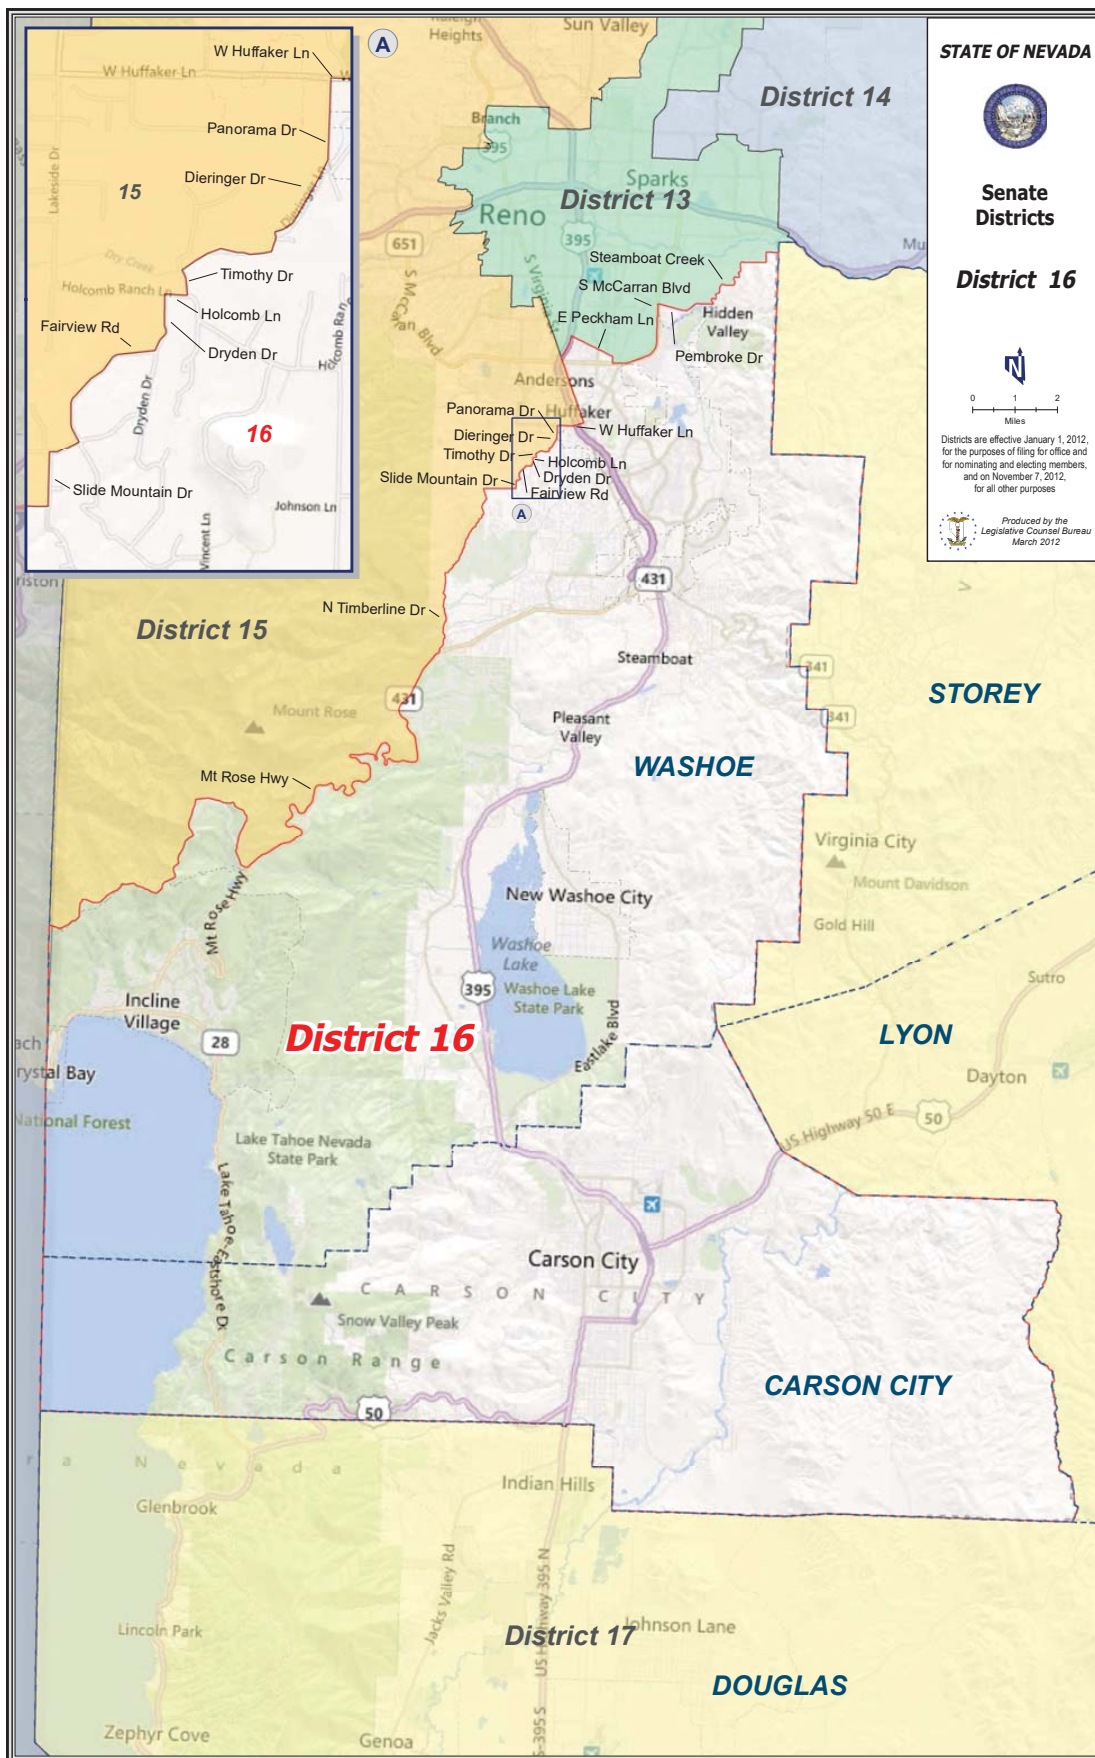 W Huffaker Ln
W Huffaker Ln
Panorama Dr
Dieringer Dr
Dieringer Ln
Lakeside Dr
15
Dry Creek
Timothy Dr
Holcomb Ranch Ln
Holcomb Ln
Fairview Rd
Dryden Dr
Dryden Dr
16
Slide Mountain Dr
Johnson Ln
Vincent Ln
A
Raleigh
Heights
Sun Valley
STATE OF NEVADA
Senate
Districts
District 16
N
0 1 2
Miles
Districts are effective January 1, 2012,
for the purposes of filing for office and
for nominating and electing members,
and on November 7, 2012,
for all other purposes
Produced by the
Legislative Counsel Bureau
March 2012
District 14
Branch
395
Sparks
District 13
Reno
395
651
S McCarran Blvd
S Virginia St
Steamboat Creek
S McCarran Blvd
E Peckham Ln
Hidden
Valley
Pembroke Dr
Andersons
Huffaker
Panorama Dr
W Huffaker Ln
Dieringer Dr
Timothy Dr
Holcomb Ln
Slide Mountain Dr
Dryden Dr
Fairview Rd
A
431
N Timberline Dr
District 15
Steamboat
341
STOREY
431
Mount Rose
341
Pleasant
Valley
WASHOE
Mt Rose Hwy
Virginia City
Mount Davidson
Mt Rose Hwy
New Washoe City
Gold Hill
Washoe
Lake
Sutro
395
Washoe Lake
State Park
Incline
Village
28
District 16
Eastlake Blvd
LYON
Crystal Bay
Dayton
National Forest
US Highway 50 E
50
Lake Tahoe Nevada
State Park
Lake Tahoe-Eastshore Dr
Carson City
CARSON CITY
Snow Valley Peak
Carson Range
CARSON CITY
50
Indian Hills
Glenbrook
Jacks Valley Rd
US Highway 395 N
Lincoln Park
Johnson Lane
District 17
DOUGLAS
Zephyr Cove
Genoa